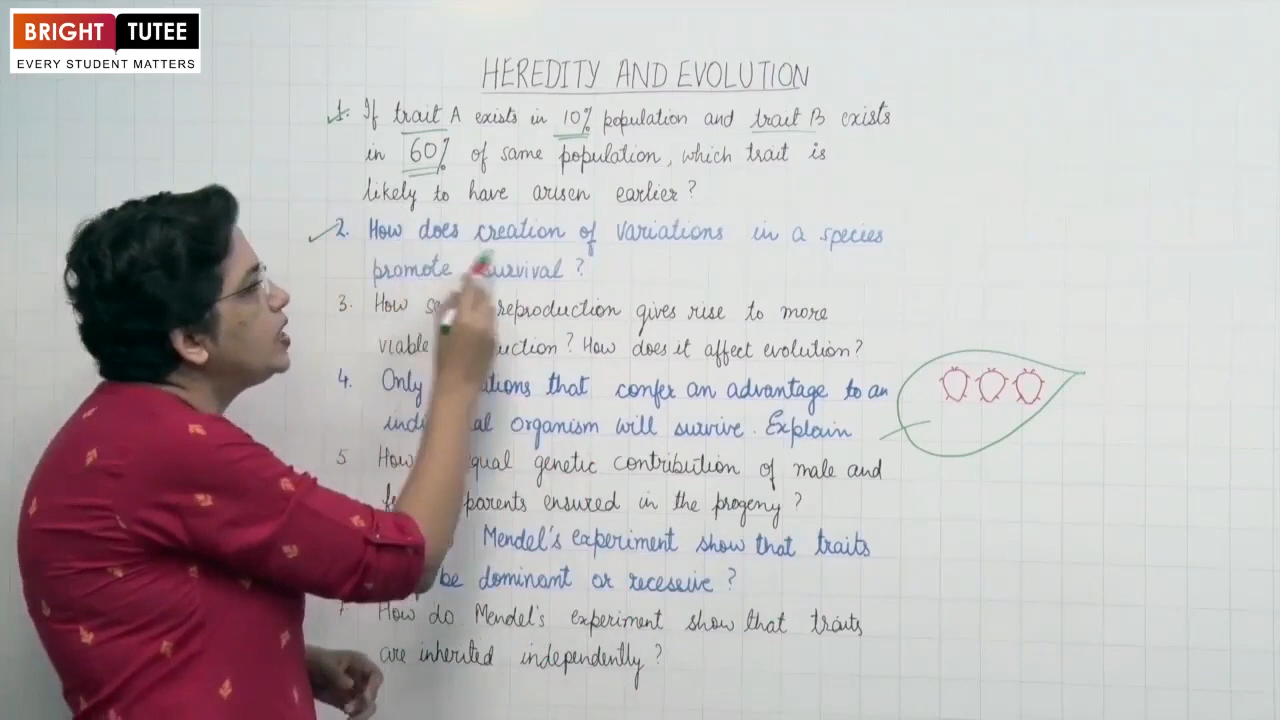 BRIGHT TUTEE
EVERY STUDENT MATTERS
HEREDITY AND EVOLUTION
1. If trait A exists in 10% population and trait B exists
in 60% of same population, which trait is
likely to have arisen earlier?
2. How does creation of variations in a species
promote survival?
3. How reproduction gives rise to more
viable ? How does it affect evolution?
4. Only that confer an advantage to an
organism will survive. Explain
5 How genetic contribution of male and
parents ensured in the progeny?
Mendel's experiment show that traits
be dominant or recessive?
7. How do Mendel's experiment show that traits
are inherited independently?